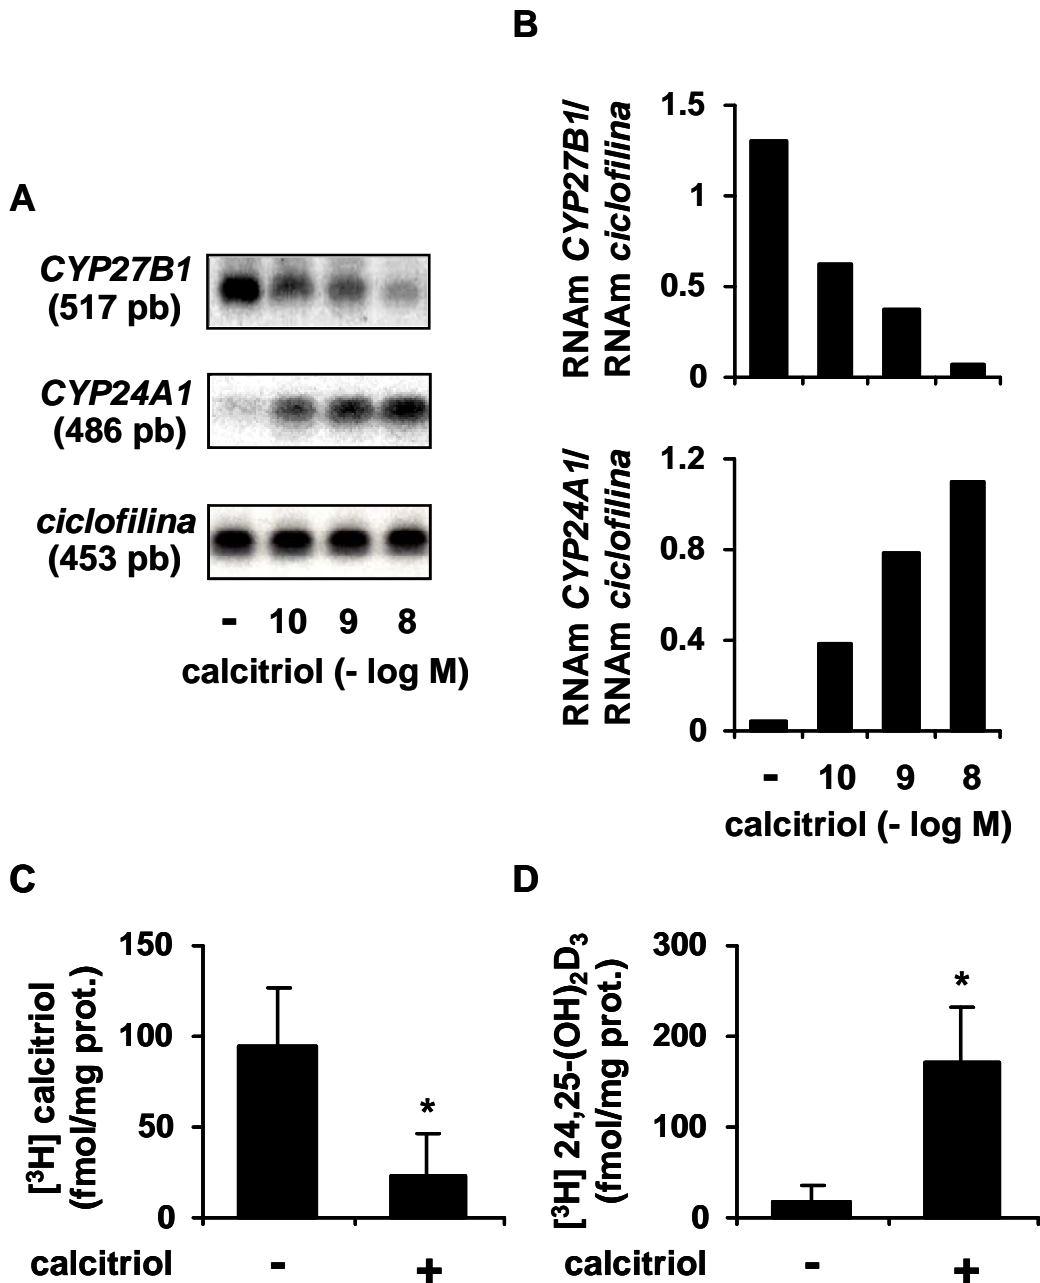 A
CYP27B1
(517 pb)
CYP24A1
(486 pb)
ciclofilina
(453 pb)
- 10 9 8
calcitriol (- log M)
B
RNAm CYP27B1/
RNAm ciclofilina
1.5
1
0.5
0
RNAm CYP24A1/
RNAm ciclofilina
1.2
0.8
0.4
0
- 10 9 8
calcitriol (- log M)
C
[³H] calcitriol
(fmol/mg prot.)
150
100
50
0
*
calcitriol - +
D
[³H] 24,25-(OH)₂D₃
(fmol/mg prot.)
300
200
100
0
*
calcitriol - +